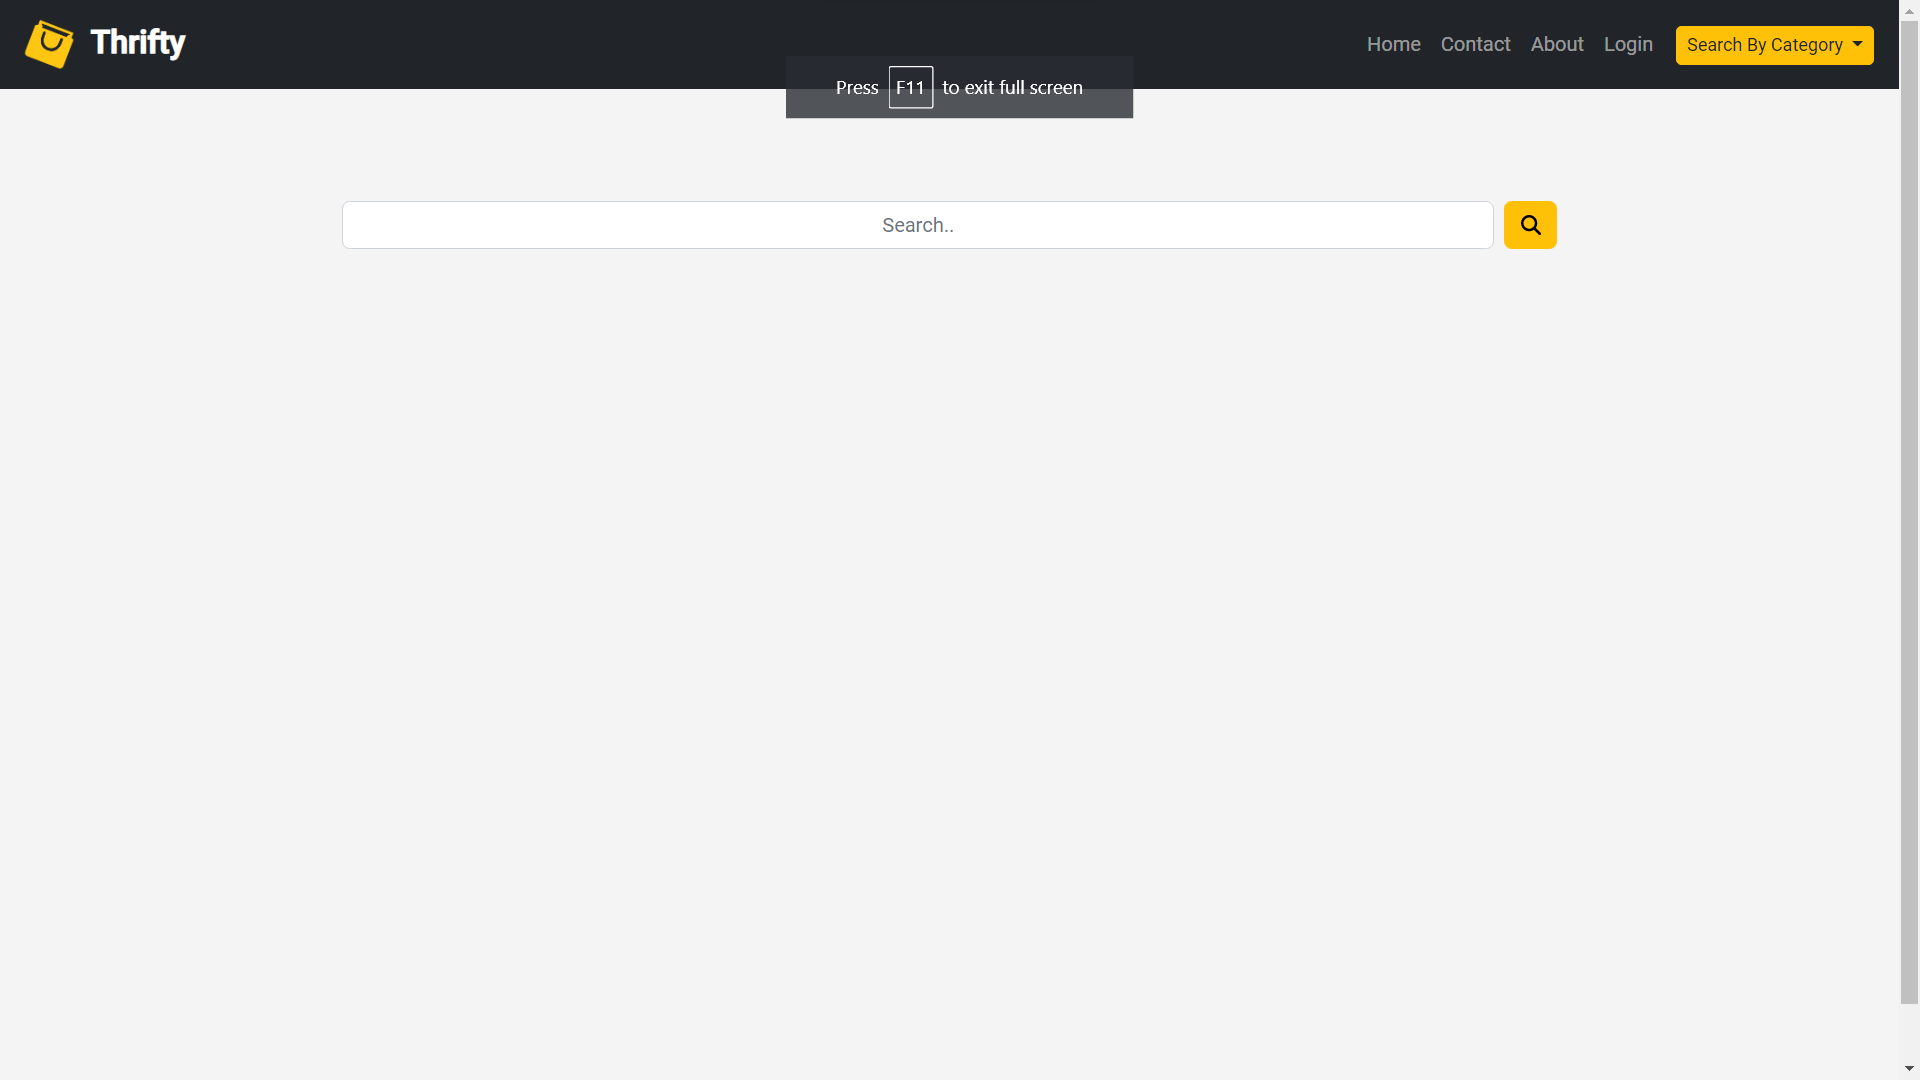 Thrifty
Home Contact About Login Search By Category
Press F11 to exit full screen
Search..